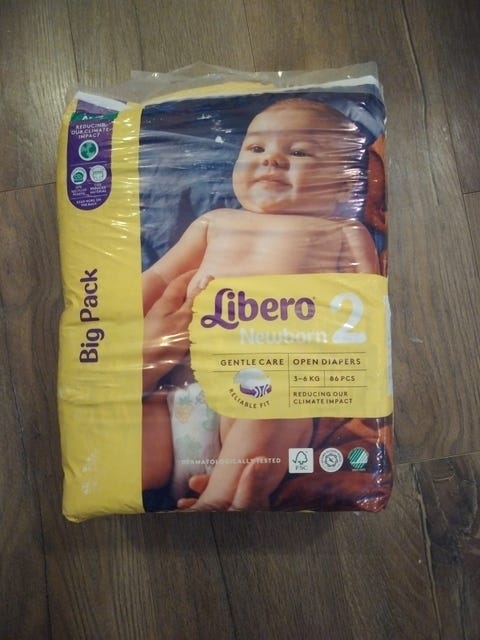 REDUCING
OUR CLIMATE
IMPACT
Big Pack
Libero
Newborn 2
GENTLE CARE
OPEN DIAPERS
3-6 KG
86 PCS
RELIABLE FIT
REDUCING OUR
CLIMATE IMPACT
DERMATOLOGICALLY TESTED
FSC